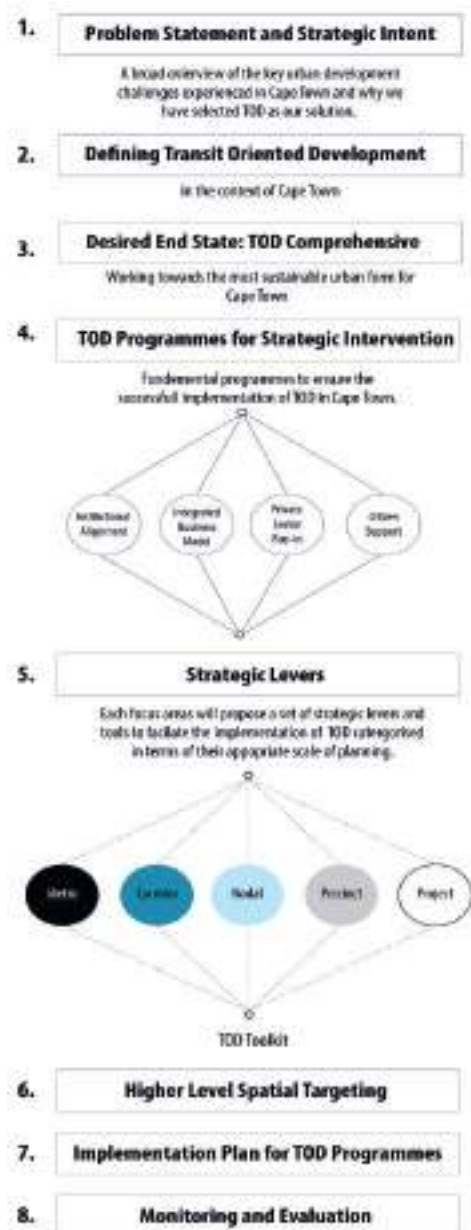 1. Problem Statement and Strategic Intent
A broad overview of the key urban development
challenges experienced in Cape Town and why we
have selected TOD as our solution.
2. Defining Transit Oriented Development
in the context of Cape Town
3. Desired End State: TOD Comprehensive
Working towards the most sustainable urban form for
Cape Town
4. TOD Programmes for Strategic Intervention
Fundamental programmes to ensure the
successfull implementation of TOD in Cape Town.
Institutional
Alignment
Integrated
Business
Model
Private
Sector
Buy-in
Citizen
Support
5. Strategic Levers
Each focus areas will propose a set of strategic levers and
tools to faciliate the implementation of TOD catergorised
in terms of their appopriate scale of planning.
Metro
Corridor
Nodal
Precinct
Project
TOD Toolkit
6. Higher Level Spatial Targeting
7. Implementation Plan for TOD Programmes
8. Monitoring and Evaluation